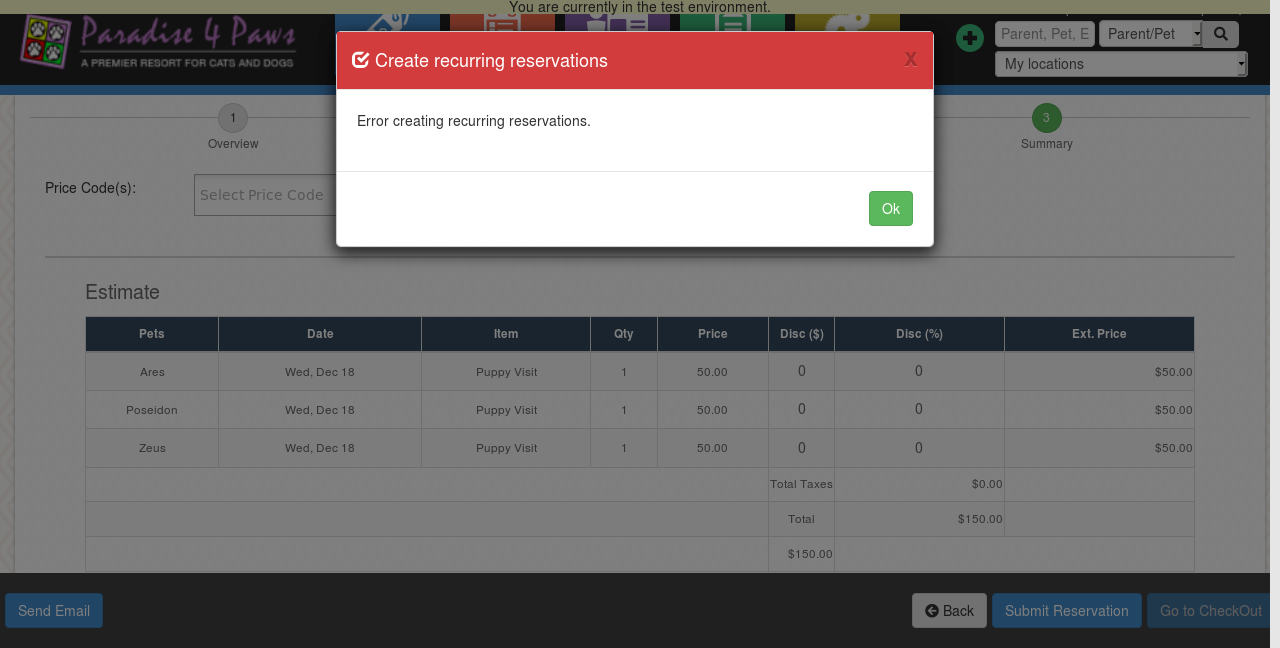 You are currently in the test environment.
Paradise 4 Paws
A PREMIER RESORT FOR CATS AND DOGS
Parent, Pet, E
Parent/Pet
My locations
Create recurring reservations
X
Error creating recurring reservations.
Ok
1
Overview
3
Summary
Price Code(s):
Select Price Code
Estimate
Pets Date Item Qty Price Disc ($) Disc (%) Ext. Price
Ares Wed, Dec 18 Puppy Visit 1 50.00 0 0 $50.00
Poseidon Wed, Dec 18 Puppy Visit 1 50.00 0 0 $50.00
Zeus Wed, Dec 18 Puppy Visit 1 50.00 0 0 $50.00
Total Taxes $0.00
Total $150.00
$150.00
Send Email
Back
Submit Reservation
Go to CheckOut